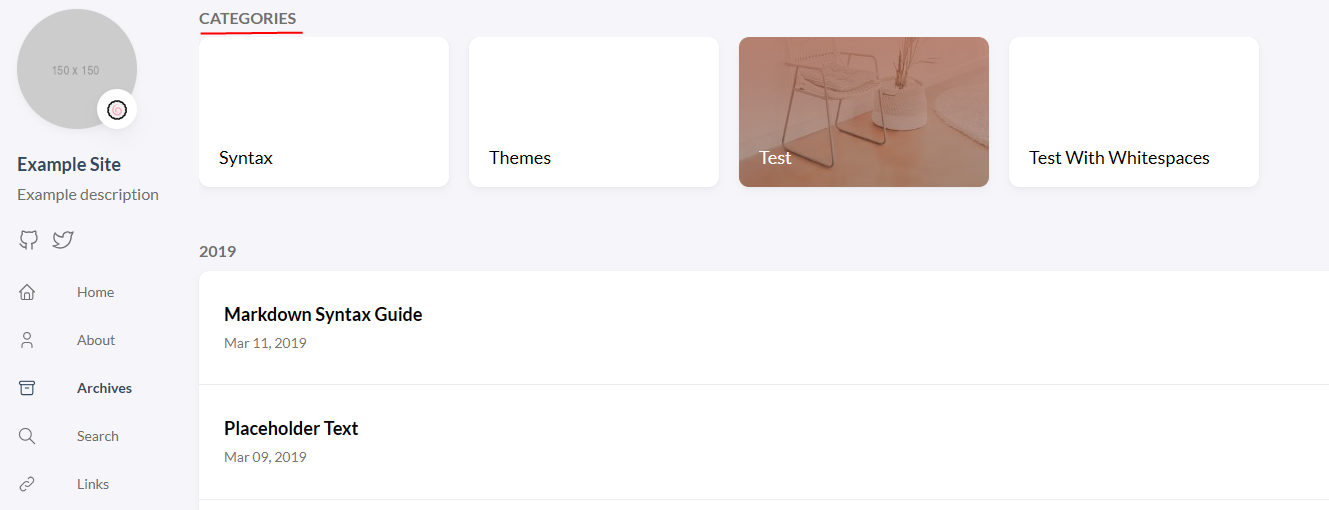 150 x 150
Example Site
Example description
Home
About
Archives
Search
Links
CATEGORIES
Syntax
Themes
Test
Test With Whitespaces
2019
Markdown Syntax Guide
Mar 11, 2019
Placeholder Text
Mar 09, 2019